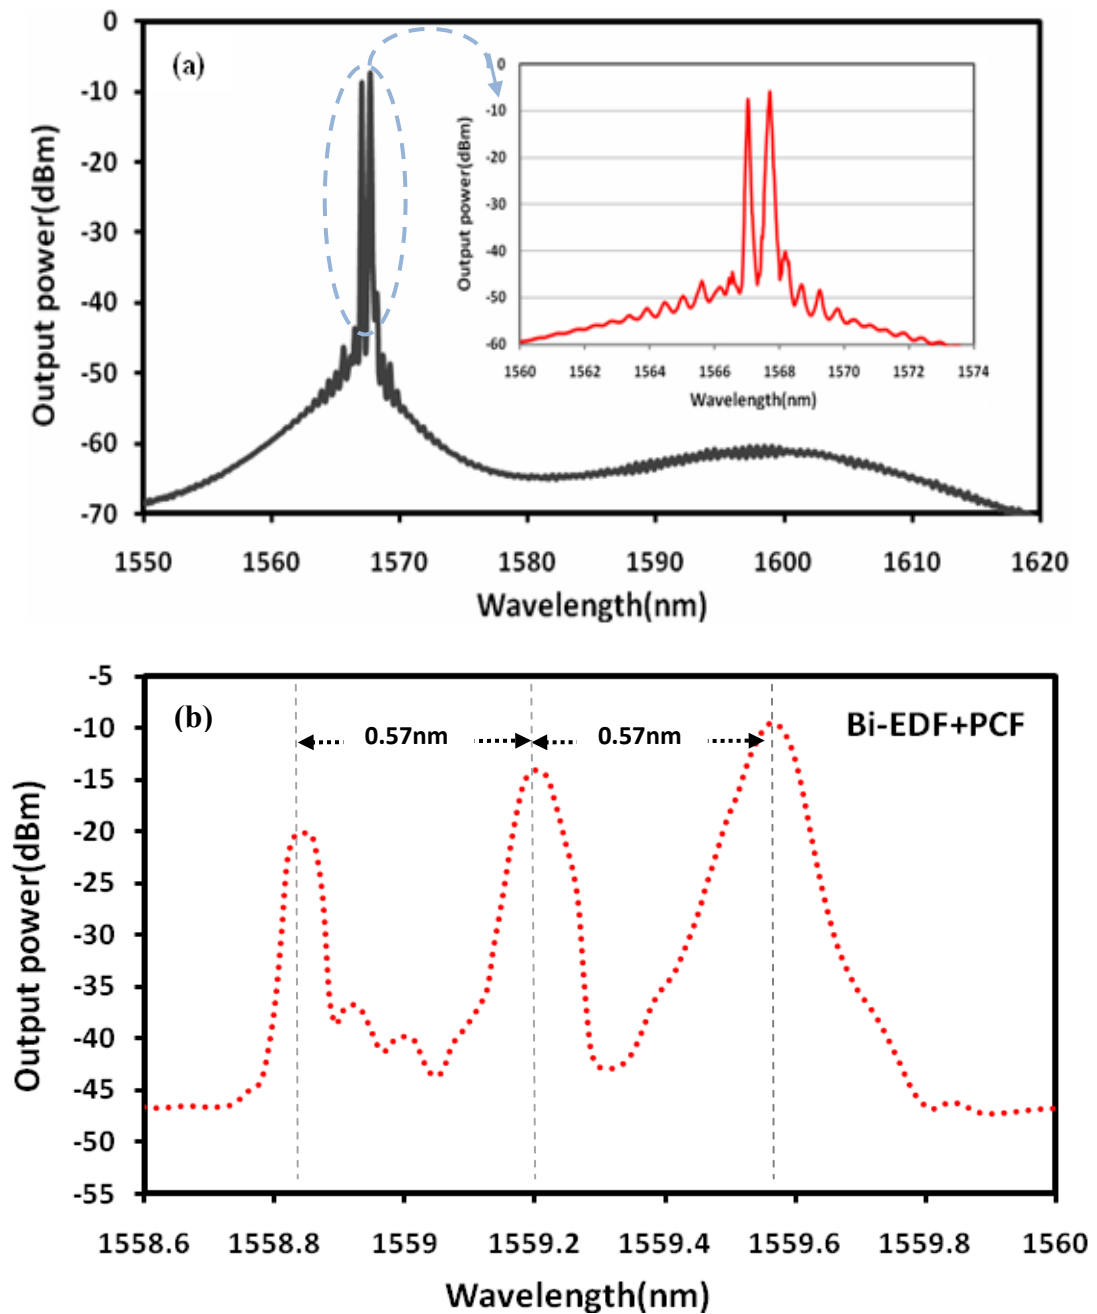 (a)
0
-10
-20
-30
-40
-50
-60
-70
Output power(dBm)
1550 1560 1570 1580 1590 1600 1610 1620
Wavelength(nm)
0
-10
-20
-30
-40
-50
-60
Output power(dBm)
1560 1562 1564 1566 1568 1570 1572 1574
Wavelength(nm)
(b)
Bi-EDF+PCF
0.57nm 0.57nm
-5
-10
-15
-20
-25
-30
-35
-40
-45
-50
-55
Output power(dBm)
1558.6 1558.8 1559 1559.2 1559.4 1559.6 1559.8 1560
Wavelength(nm)